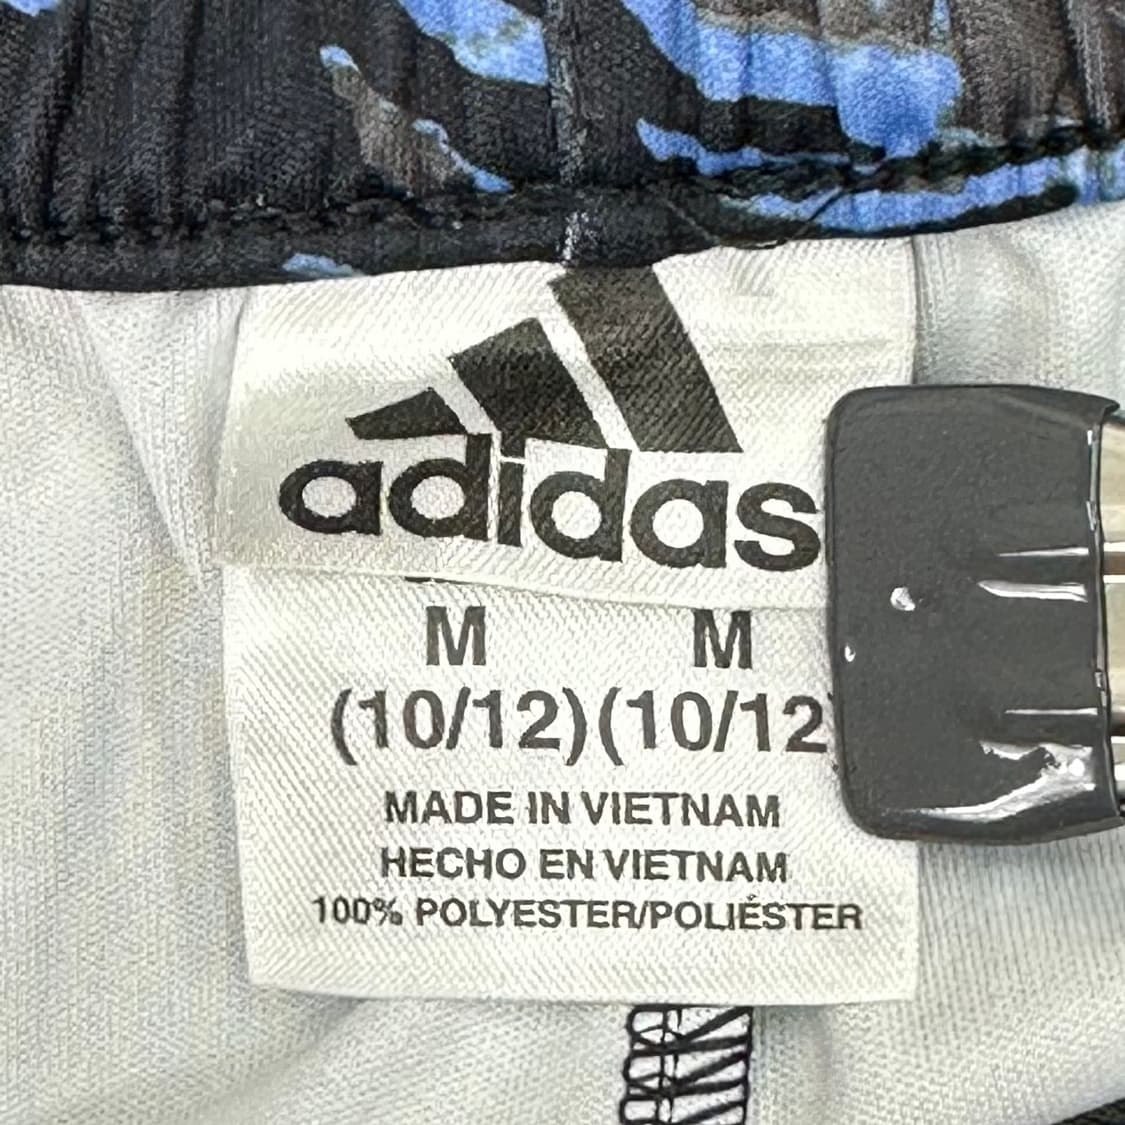 adidas
M M
(10/12)(10/12
MADE IN VIETNAM
HECHO EN VIETNAM
100% POLYESTER/POLIÉSTER